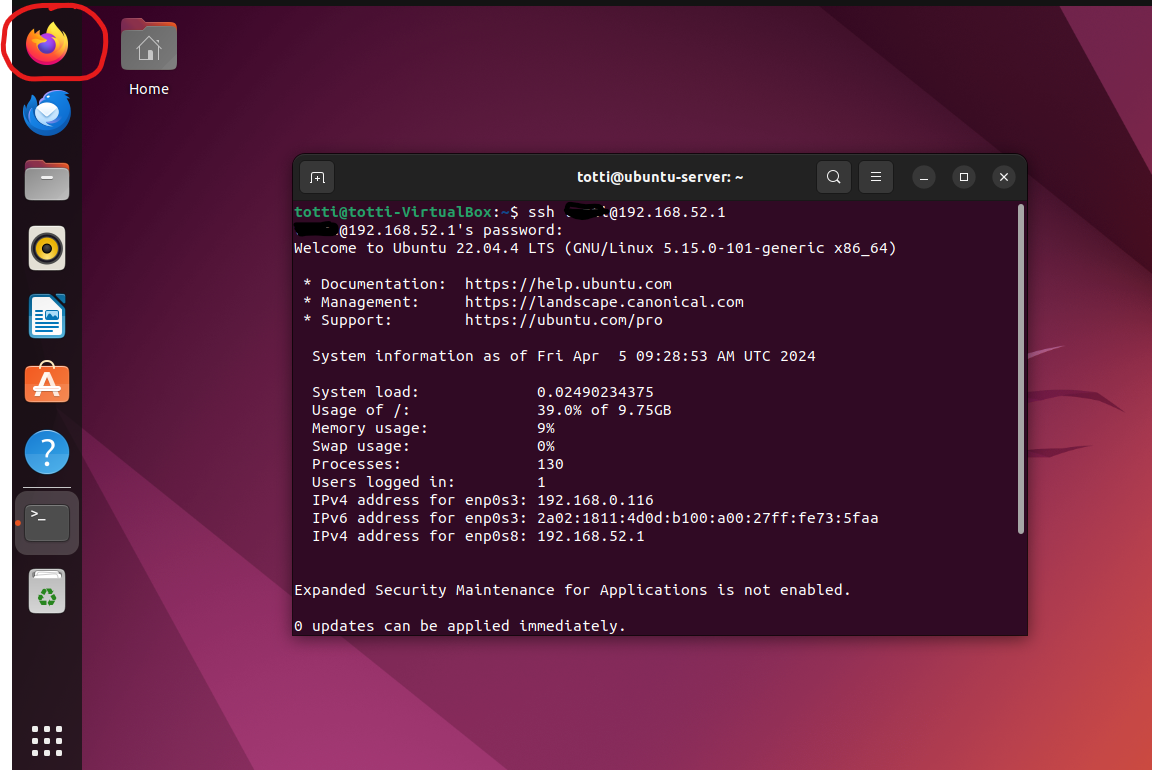 Home
totti@ubuntu-server: ~
totti@totti-VirtualBox:~$ ssh @192.168.52.1
@192.168.52.1's password:
Welcome to Ubuntu 22.04.4 LTS (GNU/Linux 5.15.0-101-generic x86_64)
* Documentation:  https://help.ubuntu.com
* Management:     https://landscape.canonical.com
* Support:        https://ubuntu.com/pro
System information as of Fri Apr  5 09:28:53 AM UTC 2024
System load:             0.02490234375
Usage of /:              39.0% of 9.75GB
Memory usage:            9%
Swap usage:              0%
Processes:               130
Users logged in:         1
IPv4 address for enp0s3: 192.168.0.116
IPv6 address for enp0s3: 2a02:1811:4d0d:b100:a00:27ff:fe73:5faa
IPv4 address for enp0s8: 192.168.52.1
Expanded Security Maintenance for Applications is not enabled.
0 updates can be applied immediately.